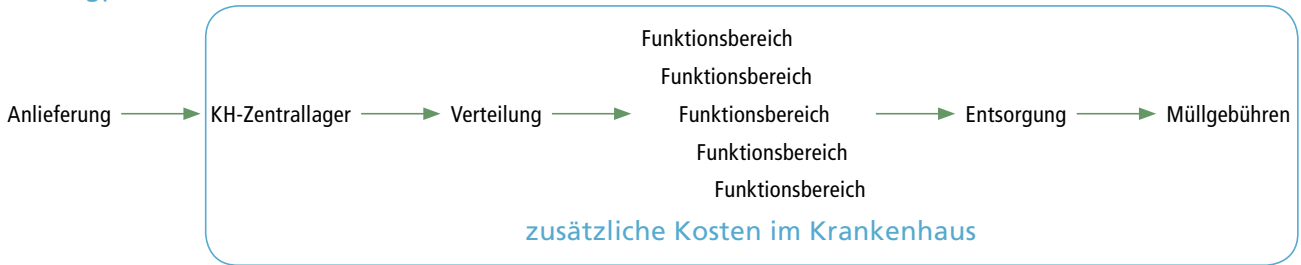 Funktionsbereich
Funktionsbereich
Anlieferung KH-Zentrallager Verteilung Funktionsbereich Entsorgung Müllgebühren
Funktionsbereich
Funktionsbereich
zusätzliche Kosten im Krankenhaus